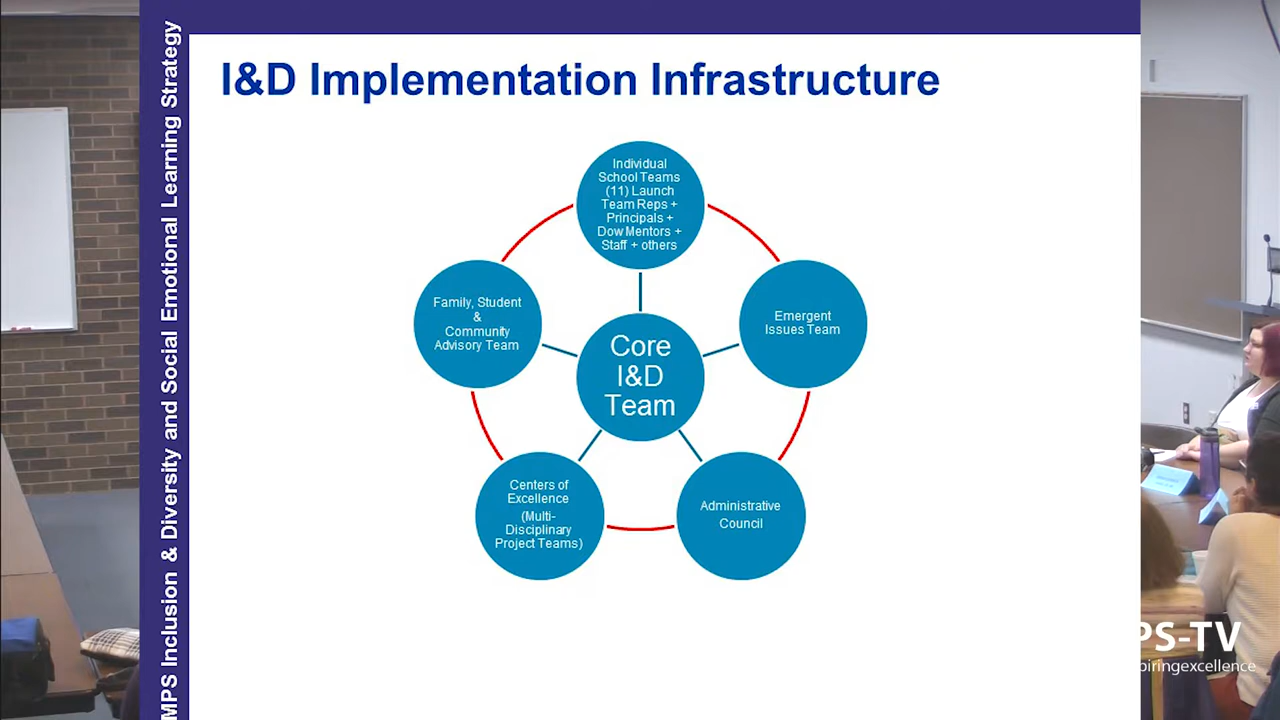 MPS Inclusion & Diversity and Social Emotional Learning Strategy
I&D Implementation Infrastructure
Individual
School Teams
(11) Launch
Team Reps +
Principals +
Dow Mentors +
Staff + others
Family, Student
&
Community
Advisory Team
Emergent
Issues Team
Core
I&D
Team
Centers of
Excellence
(Multi-
Disciplinary
Project Teams)
Administrative
Council
PS-TV
piringexcellence